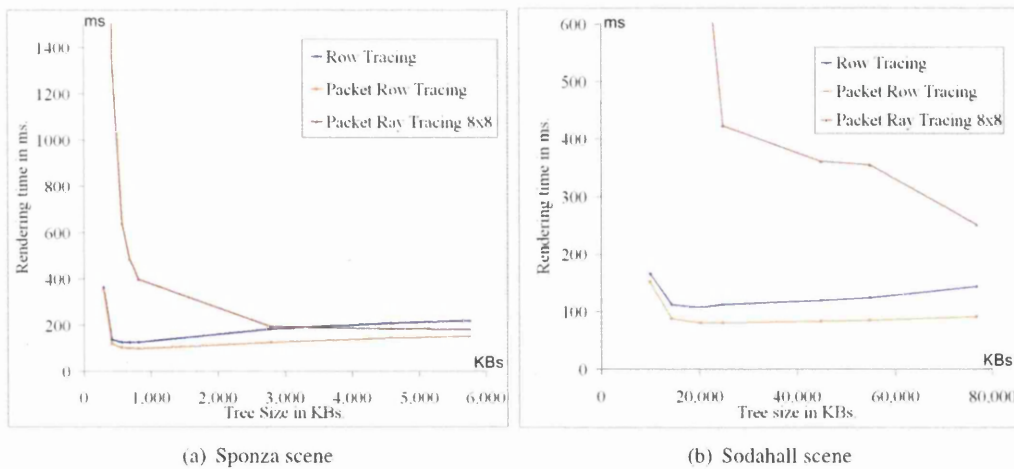 ms
1400
1200
1000
800
600
400
200
0
Rendering time in ms.
Row Tracing
Packet Row Tracing
Packet Ray Tracing 8x8
KBs
0 1,000 2,000 3,000 4,000 5,000 6,000
Tree Size in KBs.
(a) Sponza scene
ms
600
500
400
300
200
100
0
Rendering time in ms.
Row Tracing
Packet Row Tracing
Packet Ray Tracing 8x8
KBs
0 20,000 40,000 60,000 80,000
Tree size in KBs.
(b) Sodahall scene